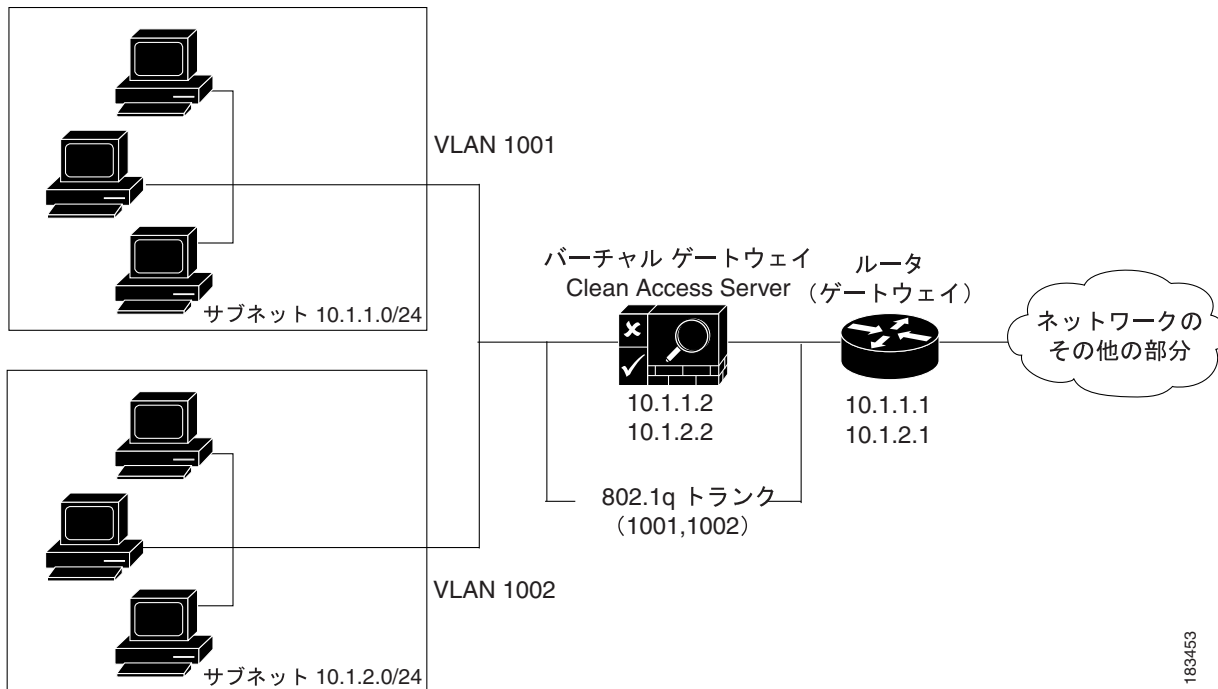 VLAN 1001
サブネット 10.1.1.0/24
バーチャル ゲートウェイ
Clean Access Server
ルータ
（ゲートウェイ）
ネットワークの
その他の部分
10.1.1.2
10.1.2.2
10.1.1.1
10.1.2.1
802.1q トランク
（1001,1002）
VLAN 1002
サブネット 10.1.2.0/24
183453